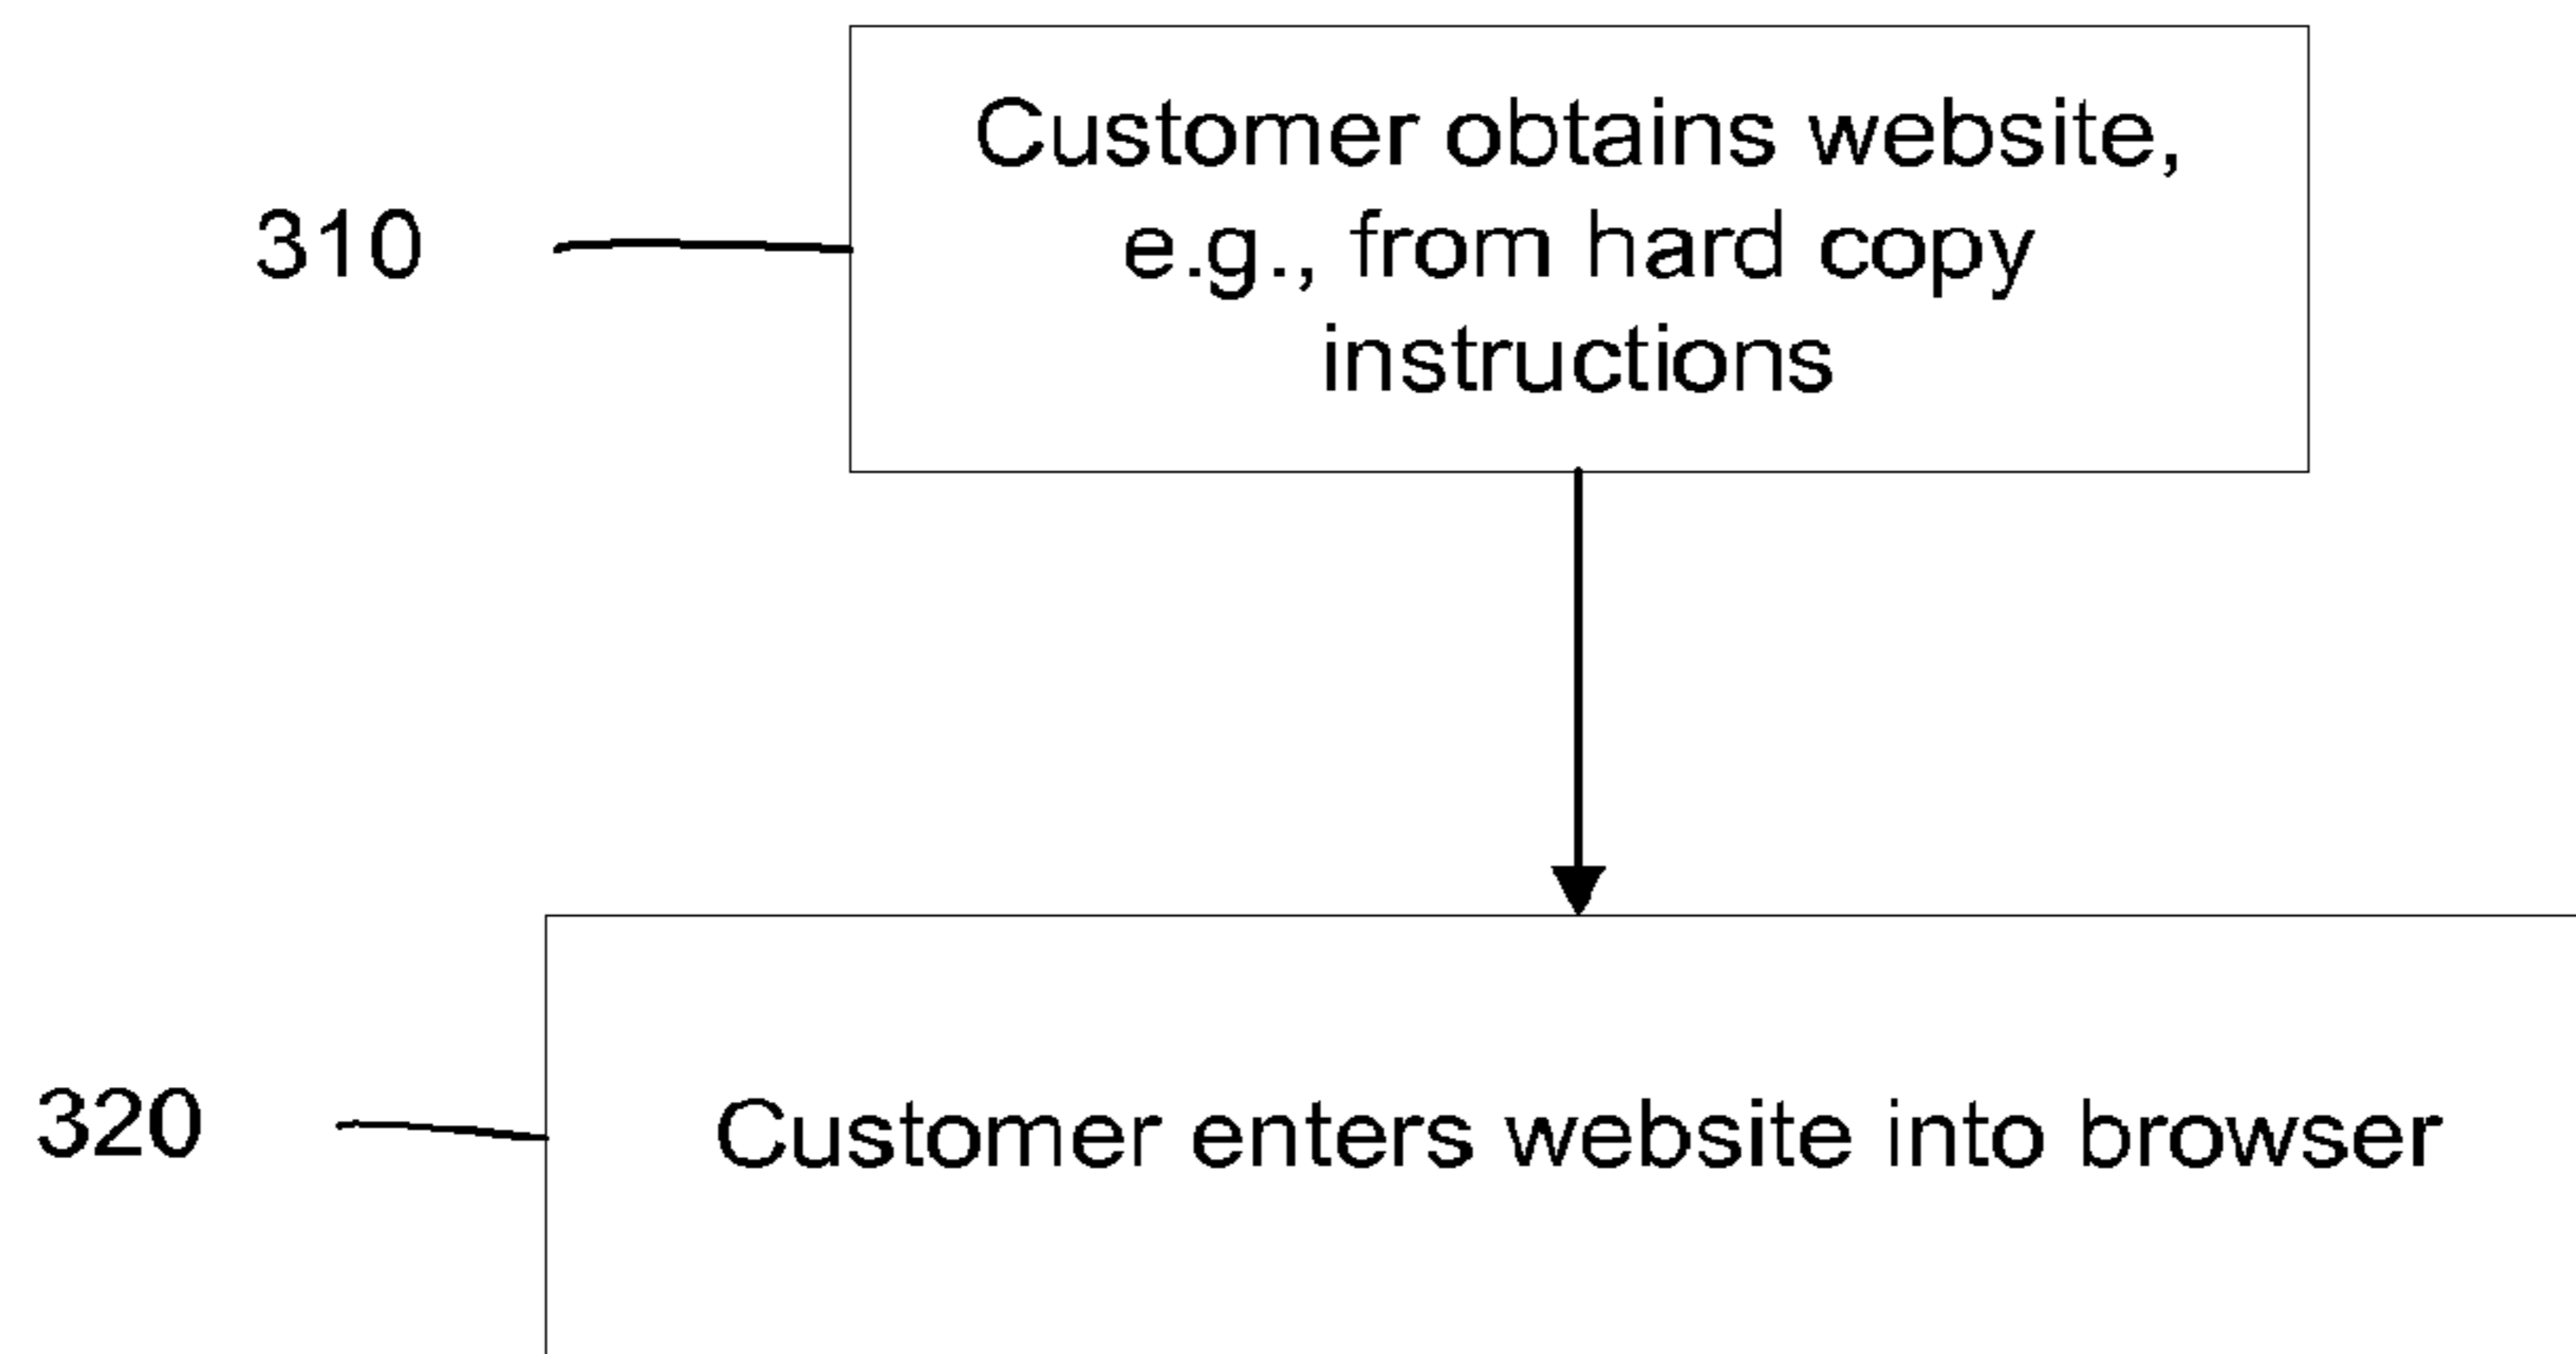 Customer obtains website,
310
e.g., from hard copy
instructions
320
Customer enters website into browser